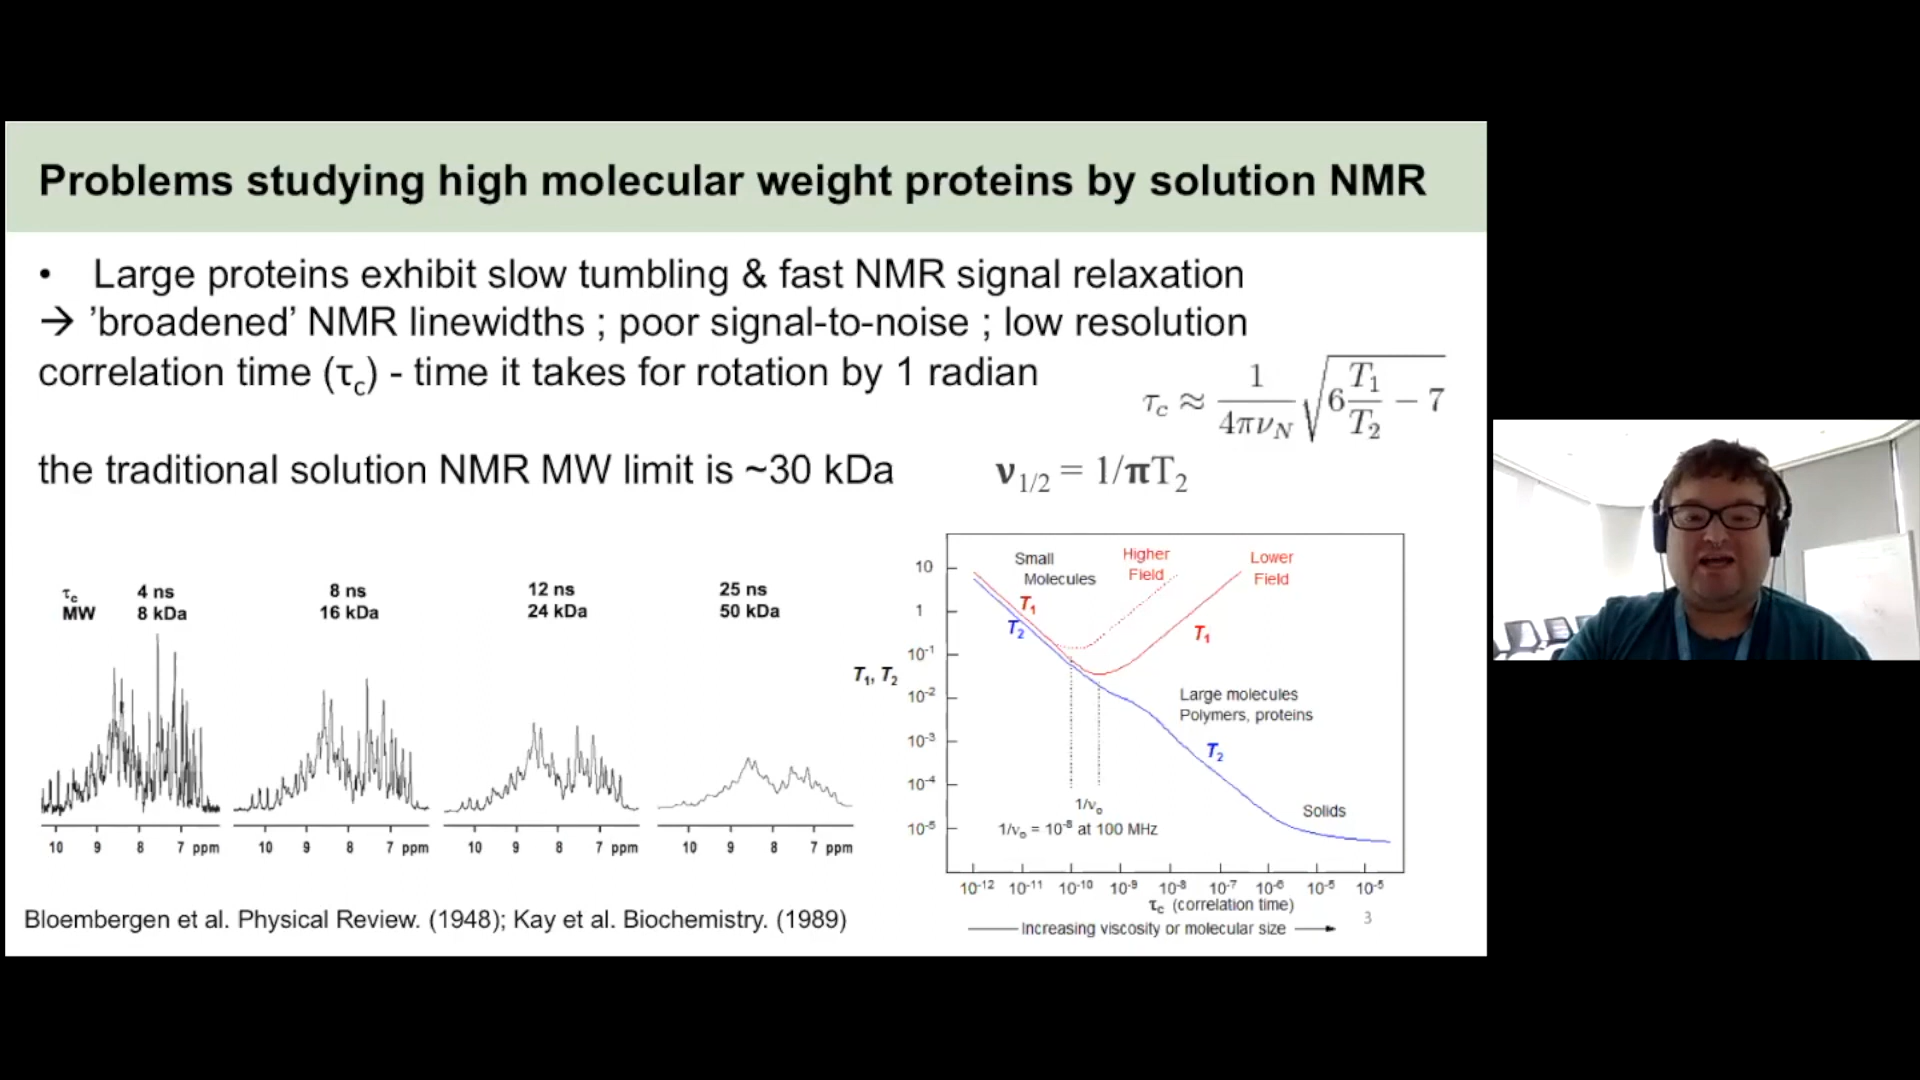 Problems studying high molecular weight proteins by solution NMR
• Large proteins exhibit slow tumbling & fast NMR signal relaxation
→ ’broadened’ NMR linewidths ; poor signal-to-noise ; low resolution
correlation time (τc) - time it takes for rotation by 1 radian
τc ≈ 1/4πνN √6 T1/T2 − 7
the traditional solution NMR MW limit is ~30 kDa
ν1/2 = 1/πT2
τc 4 ns 8 ns 12 ns 25 ns
MW 8 kDa 16 kDa 24 kDa 50 kDa
10 9 8 7 ppm 10 9 8 7 ppm 10 9 8 7 ppm 10 9 8 7 ppm
T1, T2
10
1
10-1
10-2
10-3
10-4
10-5
Small
Molecules
Higher
Field
Lower
Field
T1
T2
T1
Large molecules
Polymers, proteins
T2
Solids
1/νo
1/νo = 10-8 at 100 MHz
10-12 10-11 10-10 10-9 10-8 10-7 10-6 10-5 10-5
τc (correlation time)
Increasing viscosity or molecular size
Bloembergen et al. Physical Review. (1948); Kay et al. Biochemistry. (1989)
3